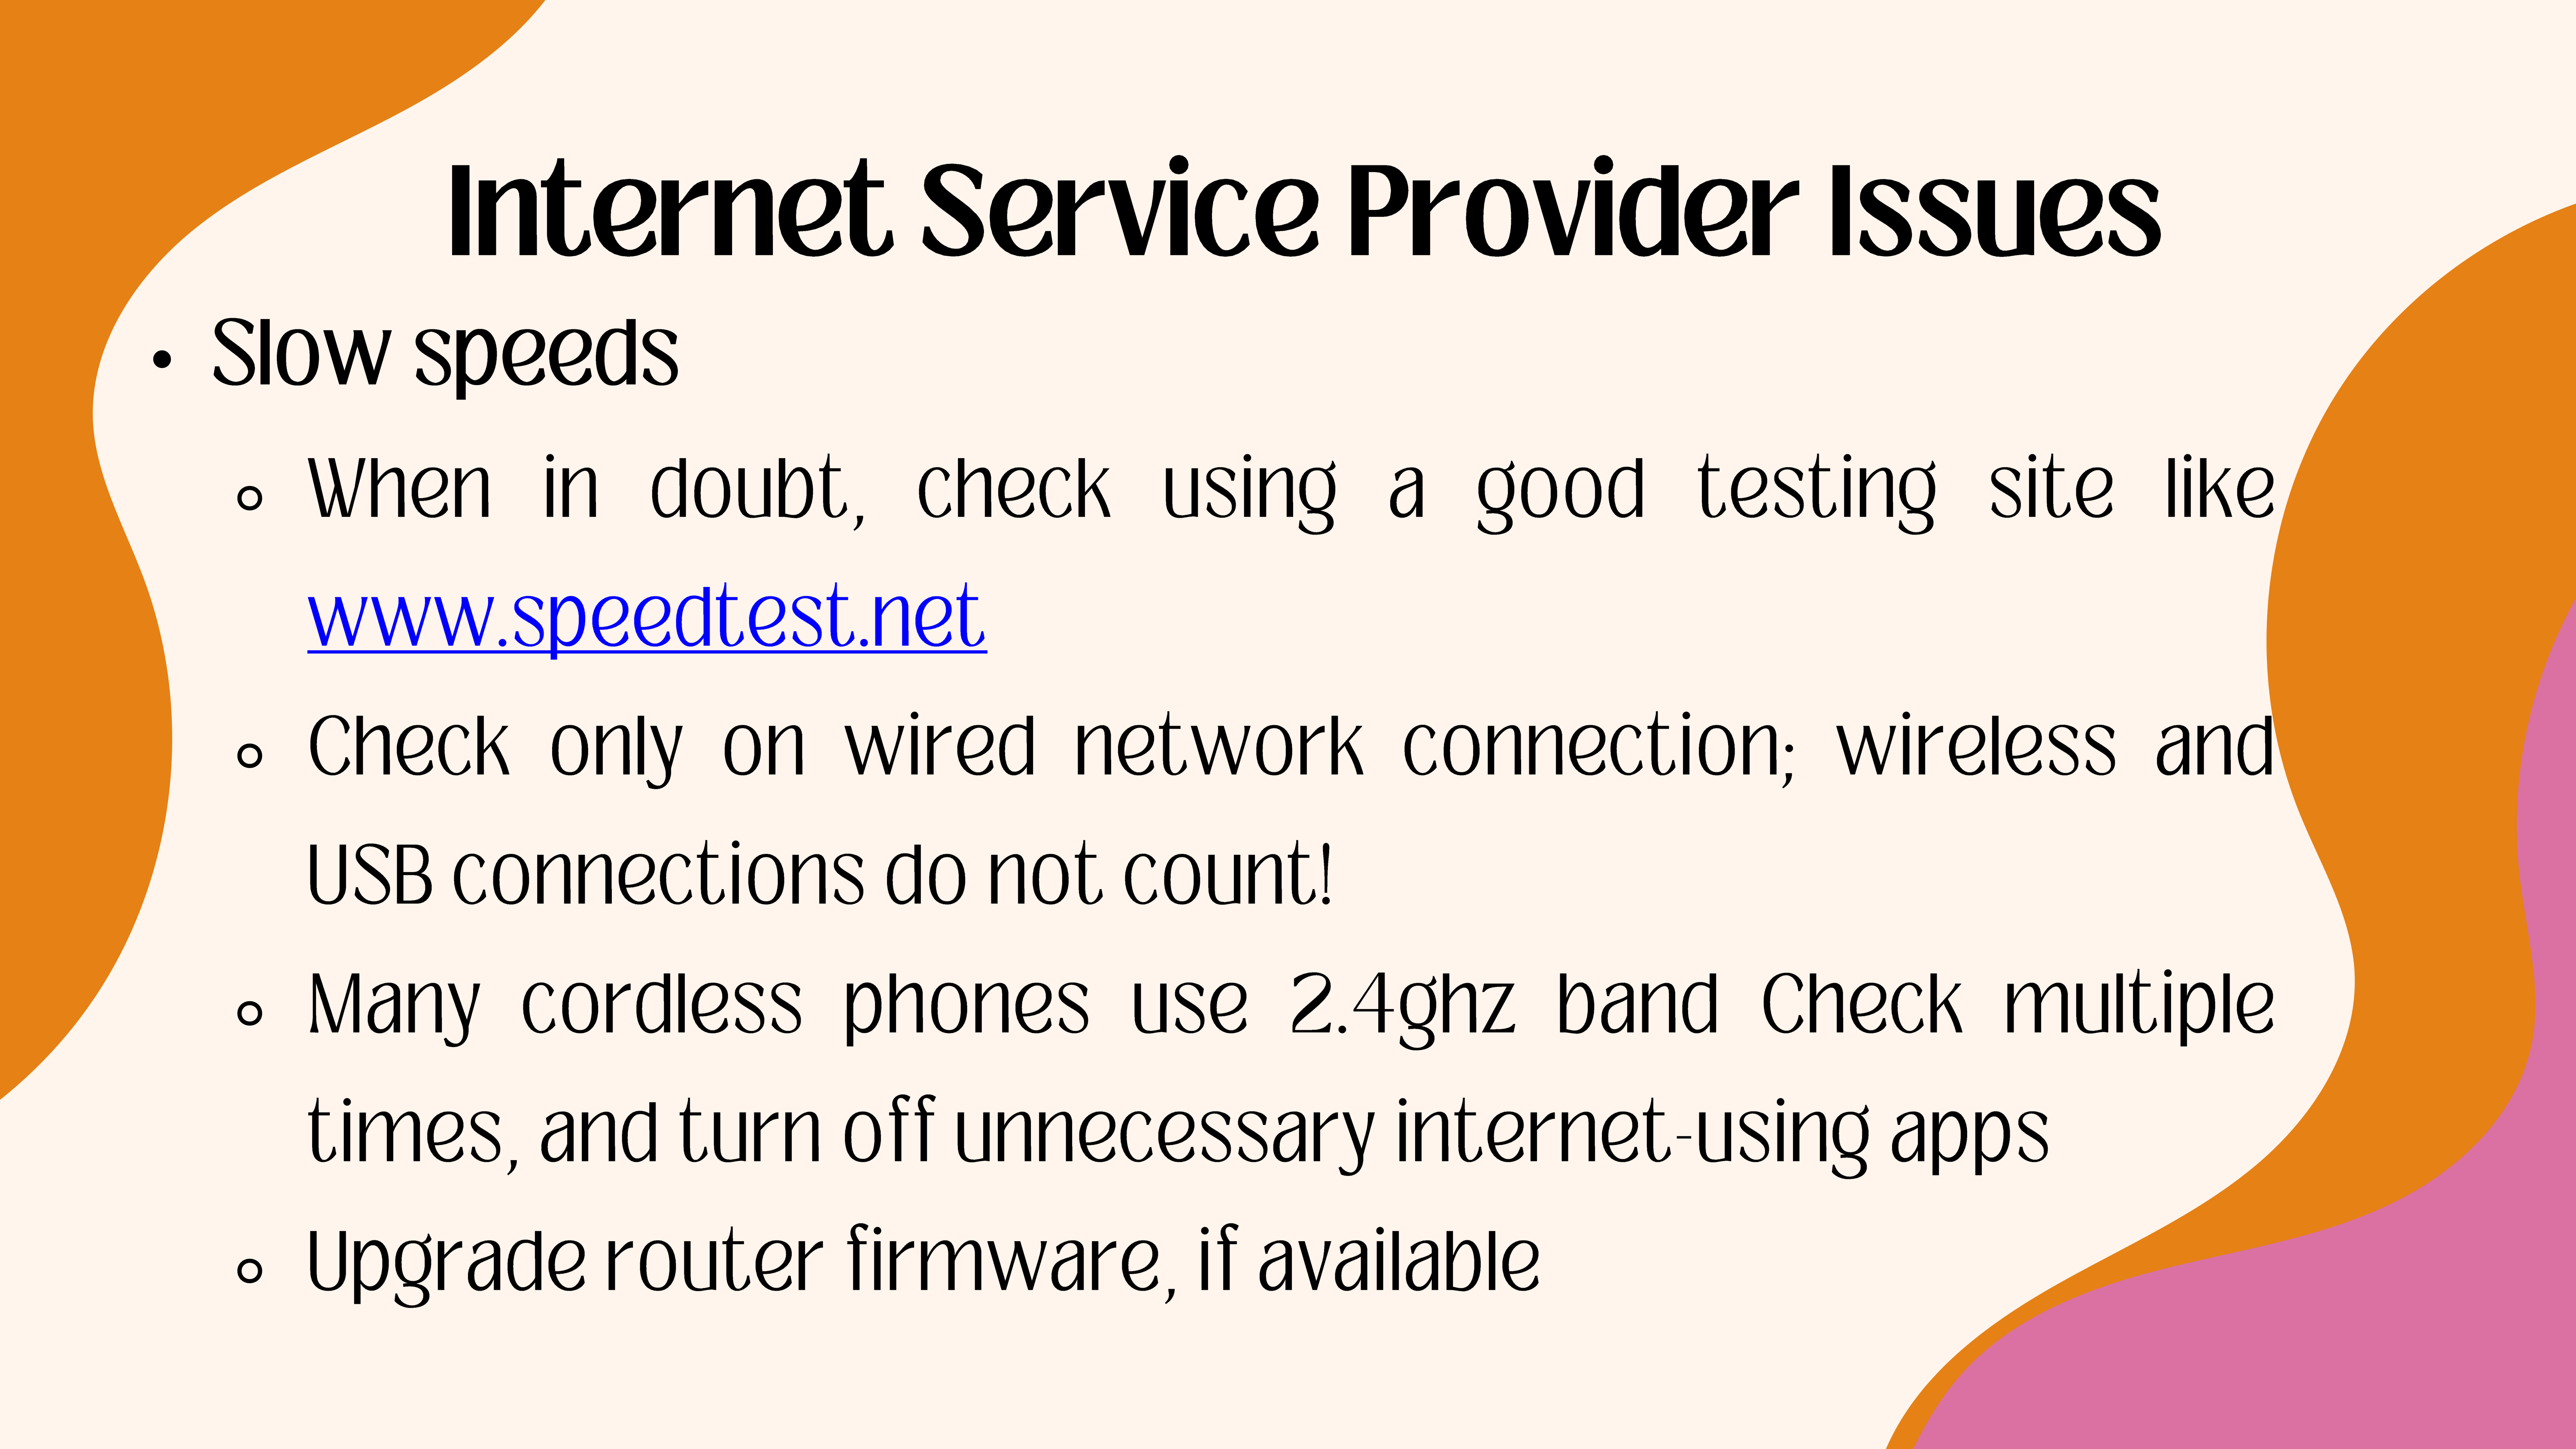 Internet Service Provider Issues
• Slow speeds
◦ When in doubt, check using a good testing site like
www.speedtest.net
◦ Check only on wired network connection; wireless and
USB connections do not count!
◦ Many cordless phones use 2.4ghz band Check multiple
times, and turn off unnecessary internet-using apps
◦ Upgrade router firmware, if available